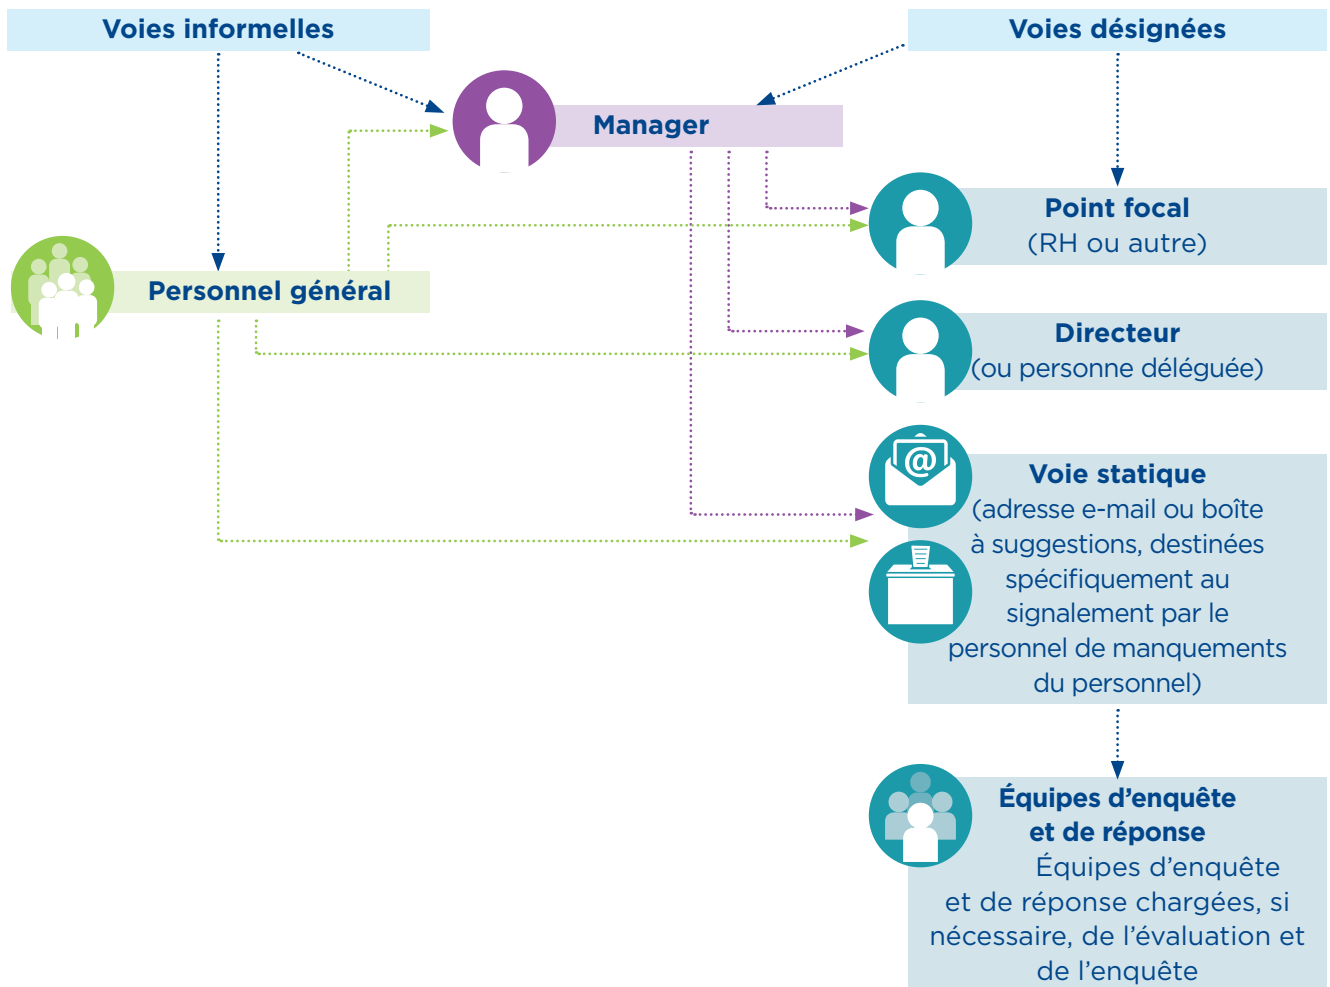 Voies informelles
Voies désignées
Manager
Point focal
(RH ou autre)
Personnel général
Directeur
(ou personne déléguée)
@
Voie statique
(adresse e-mail ou boîte
à suggestions, destinées
spécifiquement au
signalement par le
personnel de manquements
du personnel)
Équipes d’enquête
et de réponse
Équipes d’enquête
et de réponse chargées, si
nécessaire, de l’évaluation et
de l’enquête